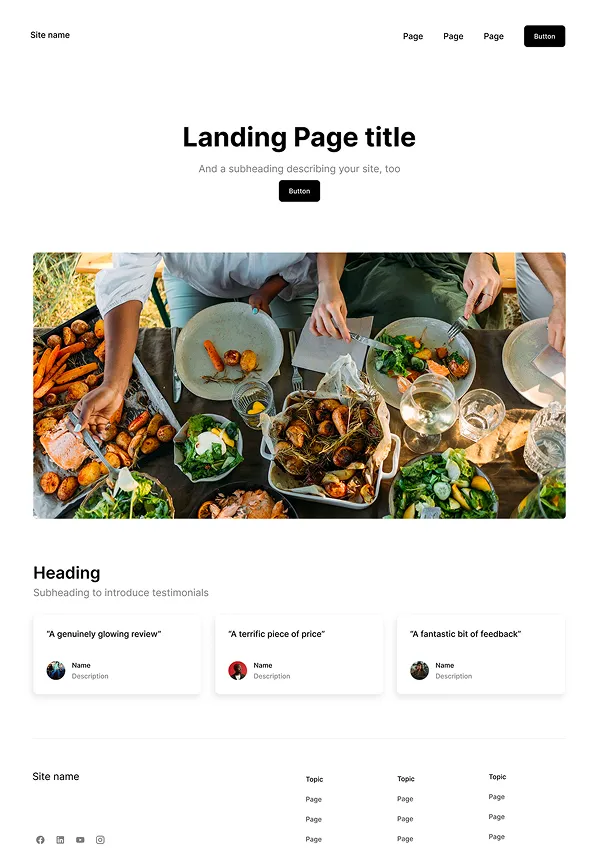 Site name
Page Page Page Button
Landing Page title
And a subheading describing your site, too
Button
Heading
Subheading to introduce testimonials
“A genuinely glowing review” “A terrific piece of price” “A fantastic bit of feedback”
Name Name Name
Description Description Description
Site name
Topic Topic Topic
Page Page Page
Page Page Page
Page Page Page